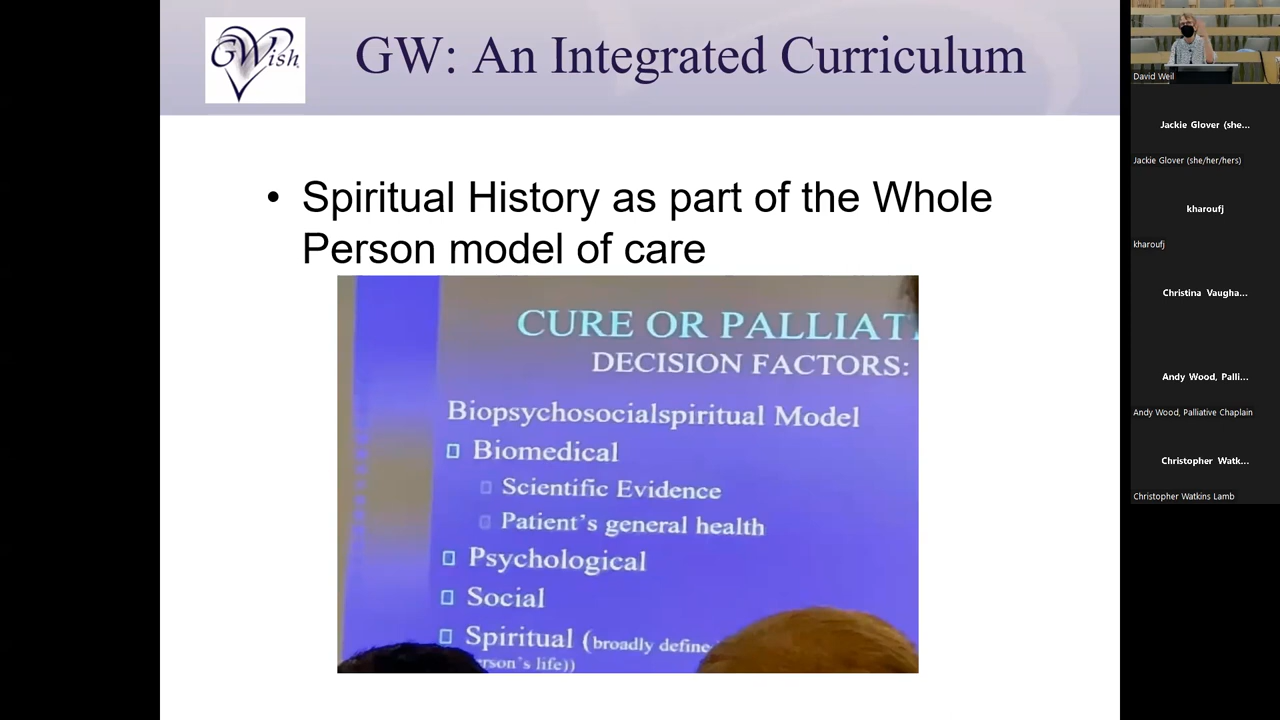 GWish
GW: An Integrated Curriculum
• Spiritual History as part of the Whole
Person model of care
CURE OR
DECISION FACTORS:
Biopsychosocialspiritual Model
Biomedical
Scientific Evidence
Patient's general health
Psychological
Social
Spiritual (broadly
life))
David Weil
Jackie Glover (she...
Jackie Glover (she/her/hers)
kharoufj
kharoufj
Christina Vaugha...
Andy Wood, Palli...
Andy Wood, Palliative Chaplain
Christopher Watk...
Christopher Watkins Lamb